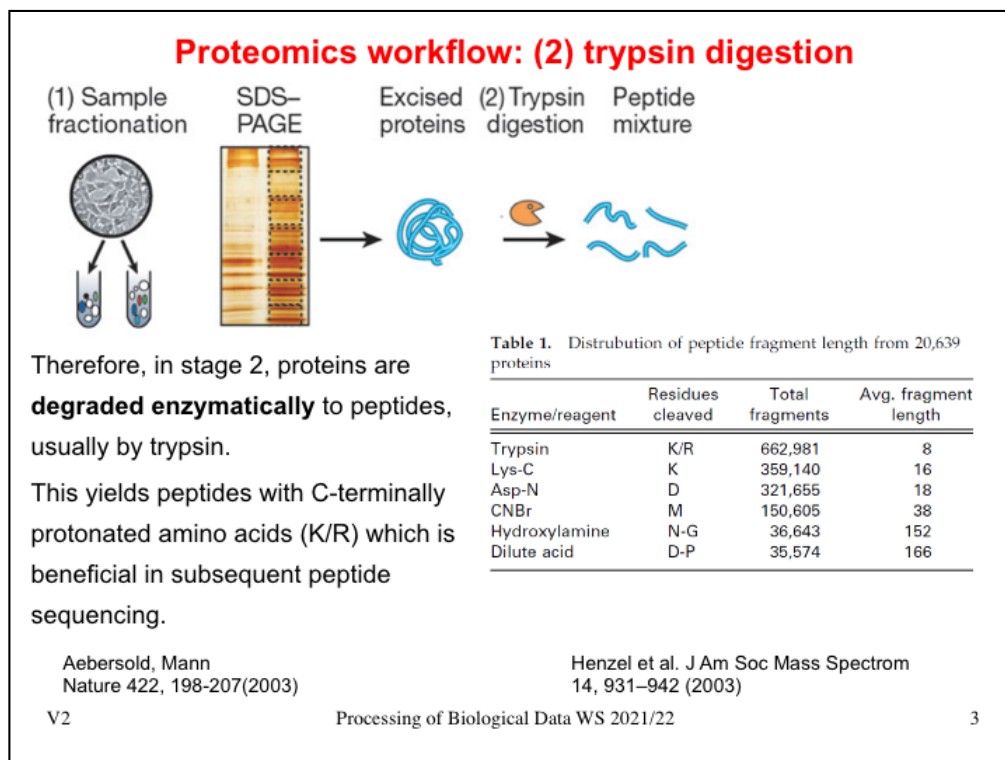 Proteomics workflow: (2) trypsin digestion
(1) Sample
fractionation
SDS–
PAGE
Excised
proteins
(2) Trypsin
digestion
Peptide
mixture
Therefore, in stage 2, proteins are
degraded enzymatically to peptides,
usually by trypsin.
This yields peptides with C-terminally
protonated amino acids (K/R) which is
beneficial in subsequent peptide
sequencing.
Table 1. Distrubution of peptide fragment length from 20,639
proteins
Enzyme/reagent Residues cleaved Total fragments Avg. fragment length
Trypsin K/R 662,981 8
Lys-C K 359,140 16
Asp-N D 321,655 18
CNBr M 150,605 38
Hydroxylamine N-G 36,643 152
Dilute acid D-P 35,574 166
Aebersold, Mann
Nature 422, 198-207(2003)
Henzel et al. J Am Soc Mass Spectrom
14, 931–942 (2003)
V2 Processing of Biological Data WS 2021/22 3